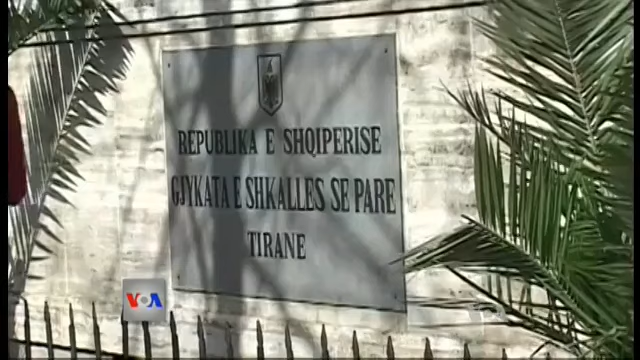 REPUBLIKA E SHQIPERISE
GJYKATA E SHKALLES SE PARE
TIRANE
VOA